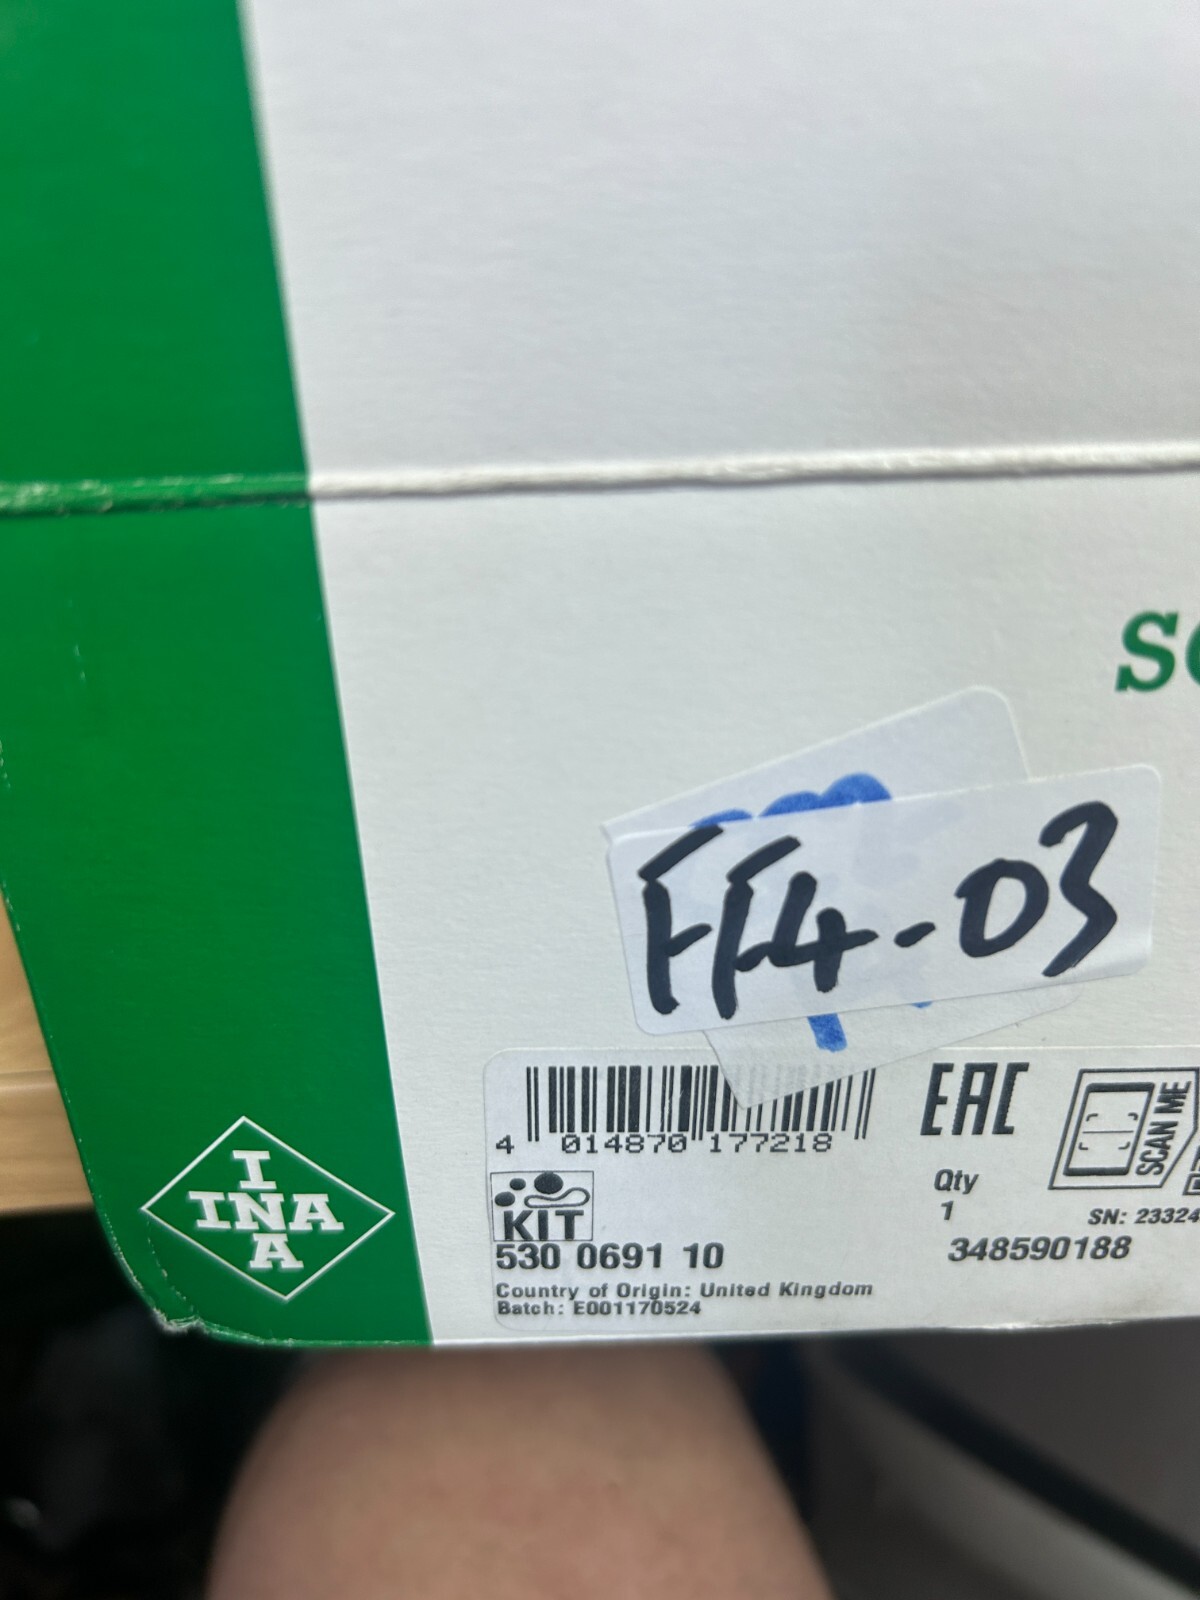 FF4-03
4 014870 177218
EAC
SCAN ME
KIT
Qty
1
530 0691 10
SN: 23324
348590188
Country of Origin: United Kingdom
Batch: E001170524
I
INA
A